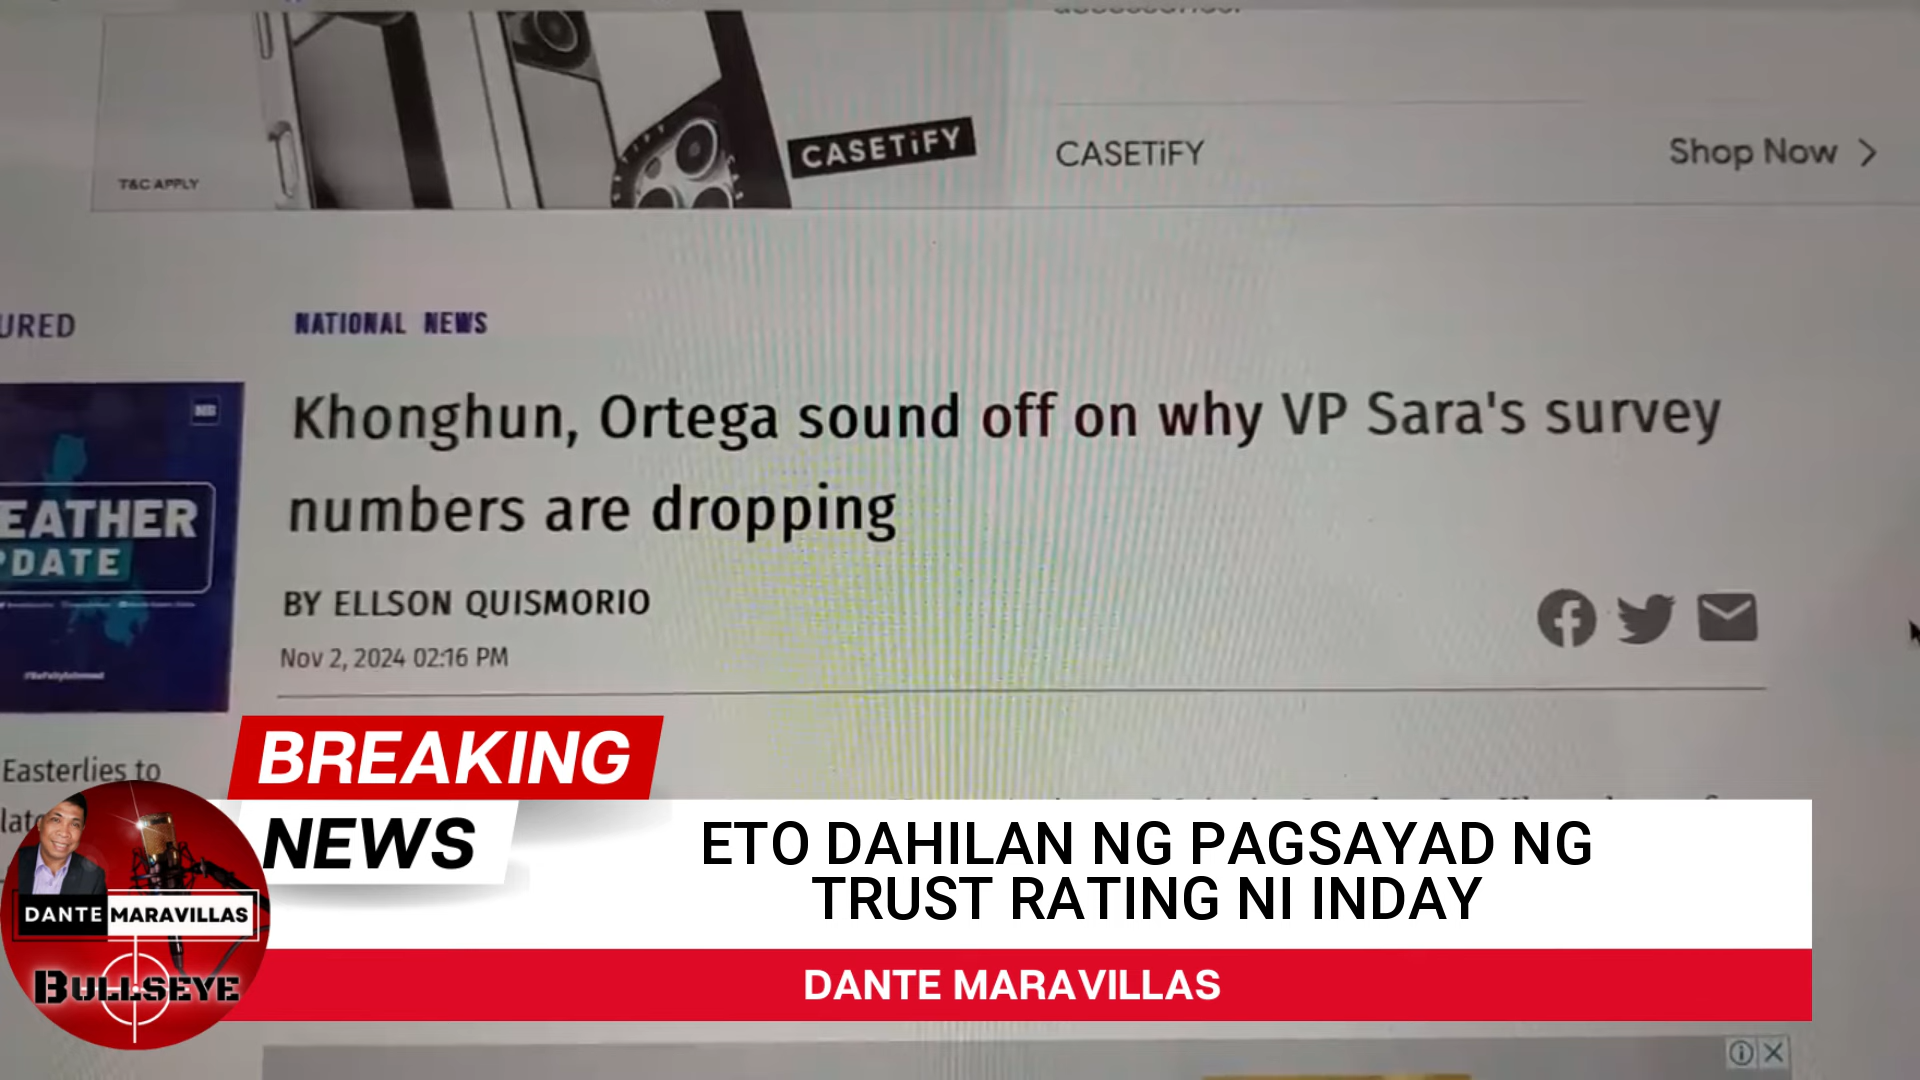 T&C APPLY
CASETiFY
CASETiFY
Shop Now
URED
NATIONAL NEWS
Khonghun, Ortega sound off on why VP Sara's survey
numbers are dropping
BY ELLSON QUISMORIO
Nov 2, 2024 02:16 PM
EATHER
PDATE
Easterlies to
BREAKING
NEWS
ETO DAHILAN NG PAGSAYAD NG
TRUST RATING NI INDAY
DANTE MARAVILLAS
DANTE MARAVILLAS
BULLSEYE